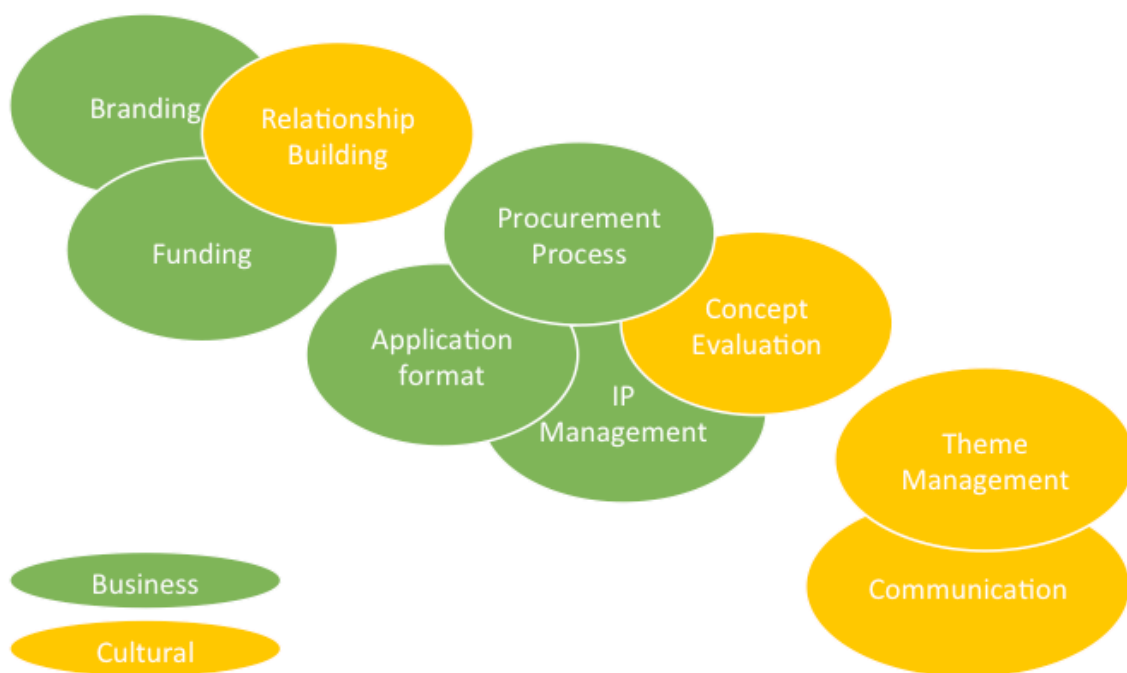 Branding
Relationship
Building
Funding
Procurement
Process
Application
format
Concept
Evaluation
IP
Management
Theme
Management
Communication
Business
Cultural